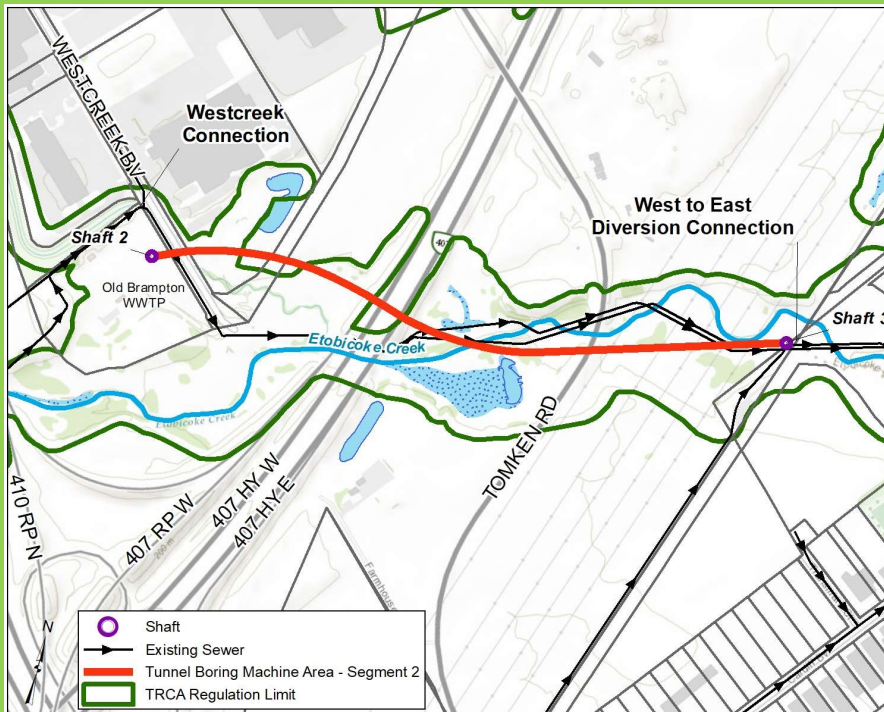 WESTCREEK BV
Westcreek
Connection
Shaft 2
Old Brampton
WWTP
407
West to East
Diversion Connection
Shaft 3
Etobicoke Creek
Etobicoke Creek
TOMKEN RD
410 RP N
407 RP W
407 HY W
407 HY E
200 m
Farmhouse
N
Shaft
Existing Sewer
Tunnel Boring Machine Area - Segment 2
TRCA Regulation Limit